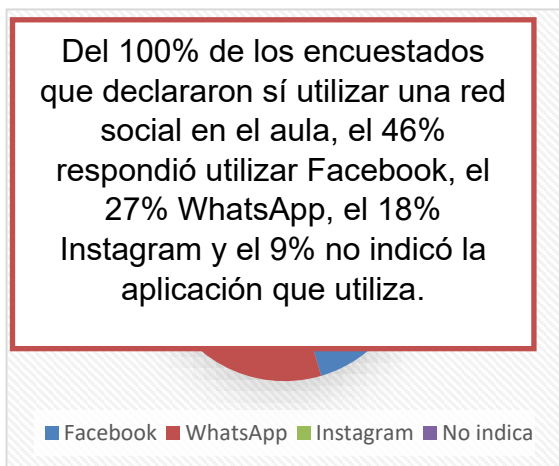 Del 100% de los encuestados
que declararon sí utilizar una red
social en el aula, el 46%
respondió utilizar Facebook, el
27% WhatsApp, el 18%
Instagram y el 9% no indicó la
aplicación que utiliza.
Facebook WhatsApp Instagram No indica